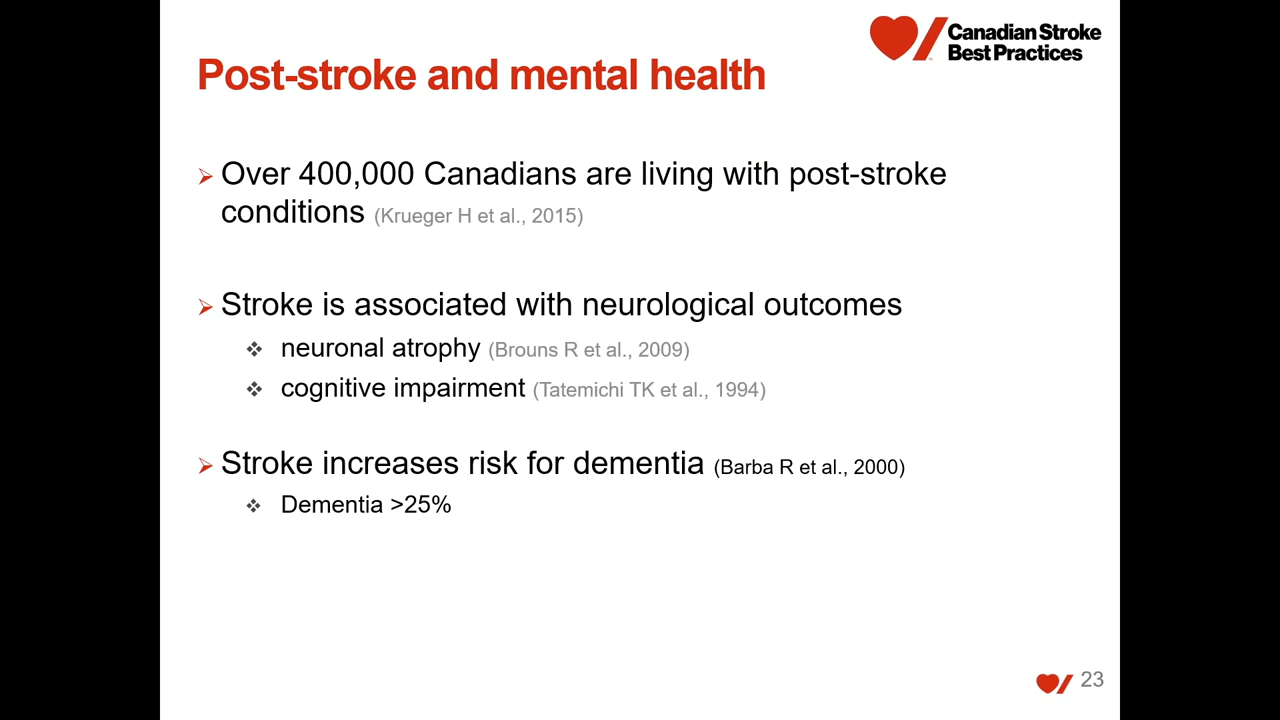 Canadian Stroke
Best Practices
Post-stroke and mental health
Over 400,000 Canadians are living with post-stroke
conditions (Krueger H et al., 2015)
Stroke is associated with neurological outcomes
neuronal atrophy (Brouns R et al., 2009)
cognitive impairment (Tatemichi TK et al., 1994)
Stroke increases risk for dementia (Barba R et al., 2000)
Dementia >25%
23